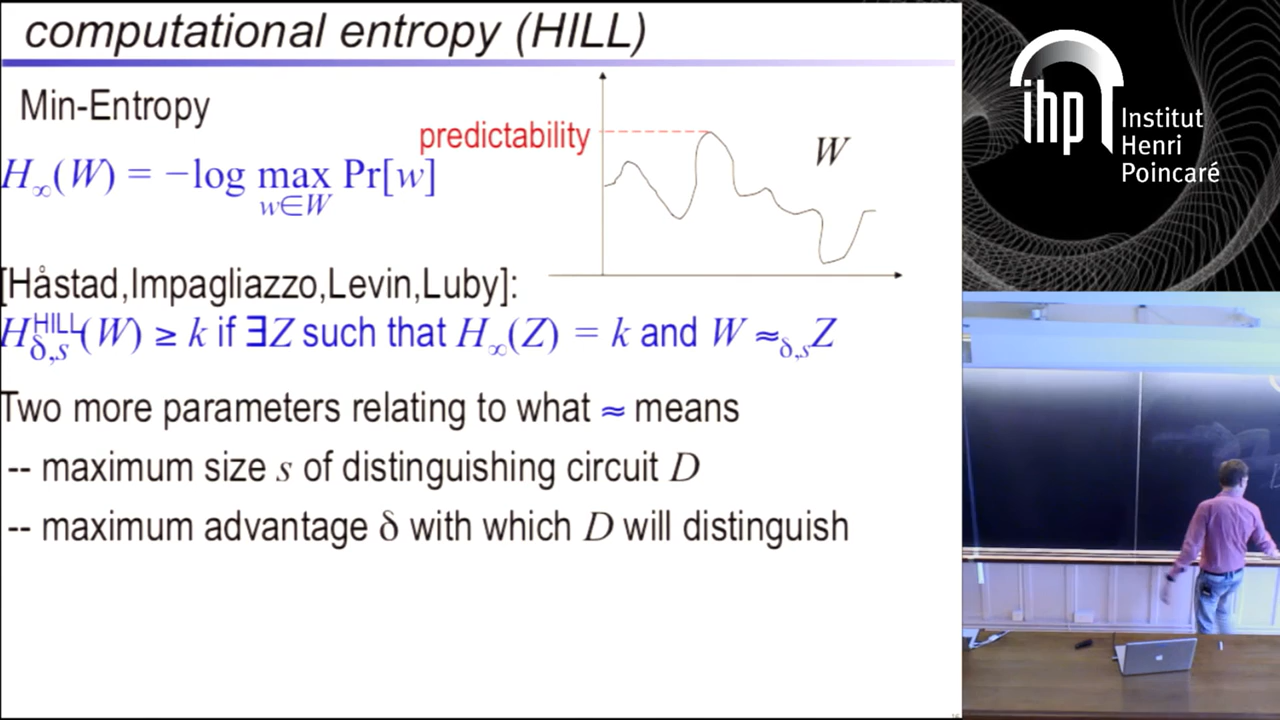 computational entropy (HILL)
Min-Entropy
predictability
W
H∞(W) = −log max Pr[w]
w∈W
[Håstad,Impagliazzo,Levin,Luby]:
H^HILL_δ,s(W) ≥ k if ∃Z such that H∞(Z) = k and W ≈δ,s Z
Two more parameters relating to what ≈ means
-- maximum size s of distinguishing circuit D
-- maximum advantage δ with which D will distinguish
ihp
Institut
Henri
Poincaré